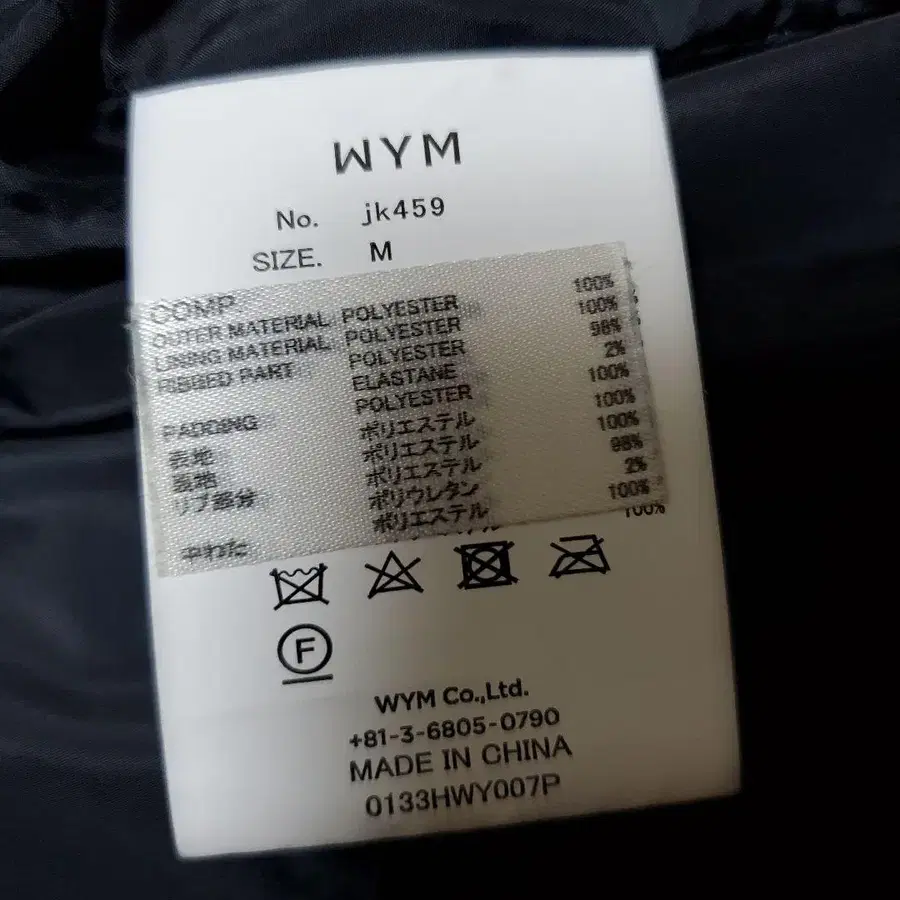 WYM
No. jk459
SIZE. M
COMP.
OUTER MATERIAL POLYESTER 100%
LINING MATERIAL POLYESTER 100%
RIBBED PART POLYESTER 98%
ELASTANE 2%
PADDING POLYESTER 100%
表地 ポリエステル 100%
裏地 ポリエステル 100%
リブ部分 ポリエステル 98%
ポリウレタン 2%
中わた ポリエステル 100%
100%
F
WYM Co.,Ltd.
+81-3-6805-0790
MADE IN CHINA
0133HWY007P